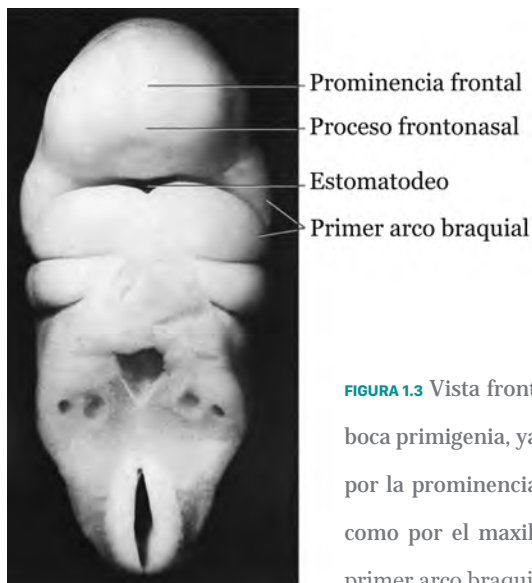 Prominencia frontal
Proceso frontonasal
Estomatodeo
Primer arco braquial
FIGURA 1.3 Vista front
boca primigenia, ya
por la prominencia
como por el maxil
primer arco braqui